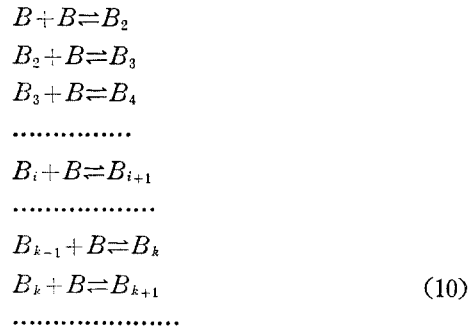 B+B⇌B₂
B₂+B⇌B₃
B₃+B⇌B₄
...............
Bᵢ+B⇌Bᵢ₊₁
..................
Bₖ₋₁+B⇌Bₖ
Bₖ+B⇌Bₖ₊₁ (10)
.....................